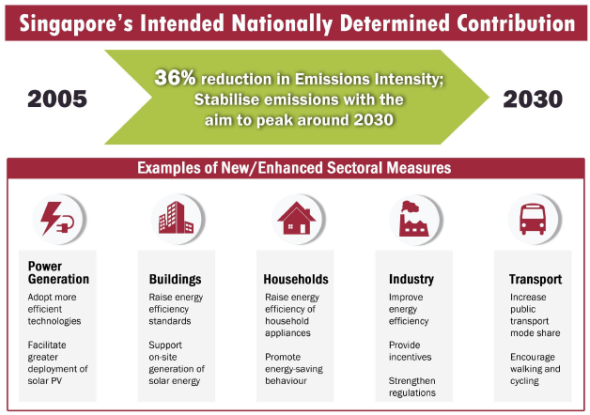 Singapore's Intended Nationally Determined Contribution
2005
36% reduction in Emissions Intensity;
Stabilise emissions with the
aim to peak around 2030
2030
Examples of New/Enhanced Sectoral Measures
Power
Generation
Adopt more
efficient
technologies
Facilitate
greater
deployment of
solar PV
Buildings
Raise energy
efficiency
standards
Support
on-site
generation of
solar energy
Households
Raise energy
efficiency of
household
appliances
Promote
energy-saving
behaviour
Industry
Improve
energy
efficiency
Provide
incentives
Strengthen
regulations
Transport
Increase
public
transport
mode share
Encourage
walking and
cycling